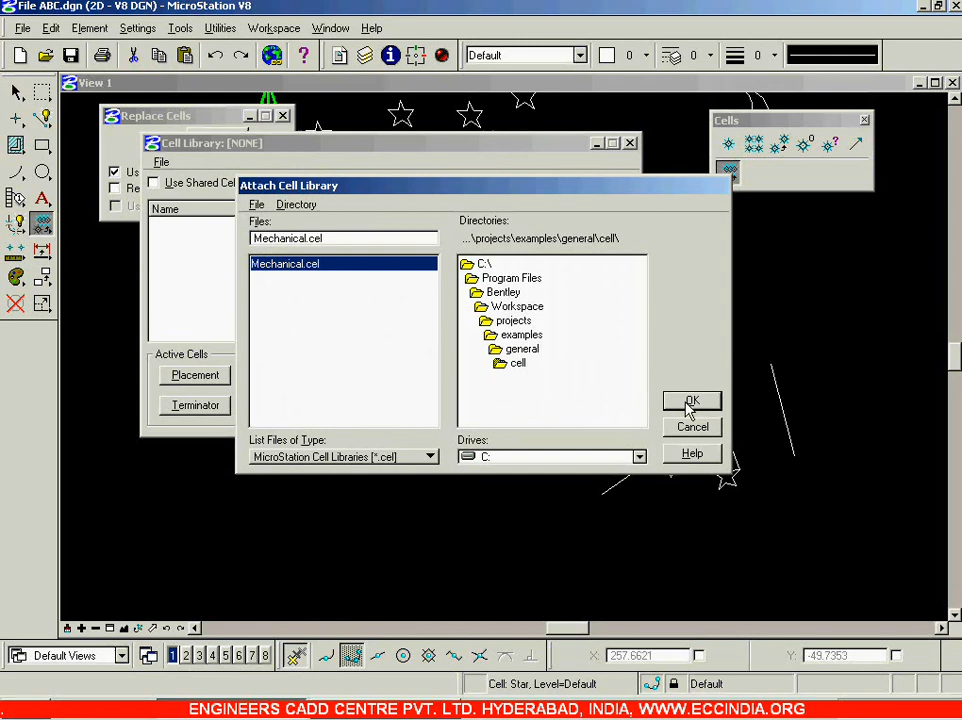 File ABC.dgn (2D - V8 DGN) - MicroStation V8
File Edit Element Settings Tools Utilities Workspace Window Help
Default 0 0 0
View 1
Replace Cells
Cells
Cell Library: [NONE]
File
Us
Use Shared Cel
Re
Us
Name
Attach Cell Library
File Directory
Files:
Mechanical.cel
Mechanical.cel
Directories:
...\projects\examples\general\cell\
C:\
Program Files
Bentley
Workspace
projects
examples
general
cell
Active Cells
Placement
Terminator
OK
Cancel
Help
List Files of Type:
MicroStation Cell Libraries [*.cel]
Drives:
C:
Default Views 1 2 3 4 5 6 7 8
X: 257.6621 Y: -49.7353
Cell: Star, Level=Default Default
ENGINEERS CADD CENTRE PVT. LTD. HYDERABAD, INDIA, WWW.ECCINDIA.ORG